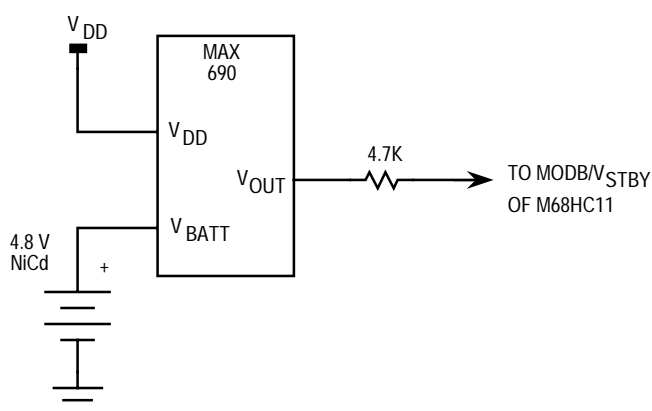 VDD
MAX
690
VDD
4.7K
VOUT
TO MODB/VSTBY
OF M68HC11
VBATT
4.8 V
NiCd
+